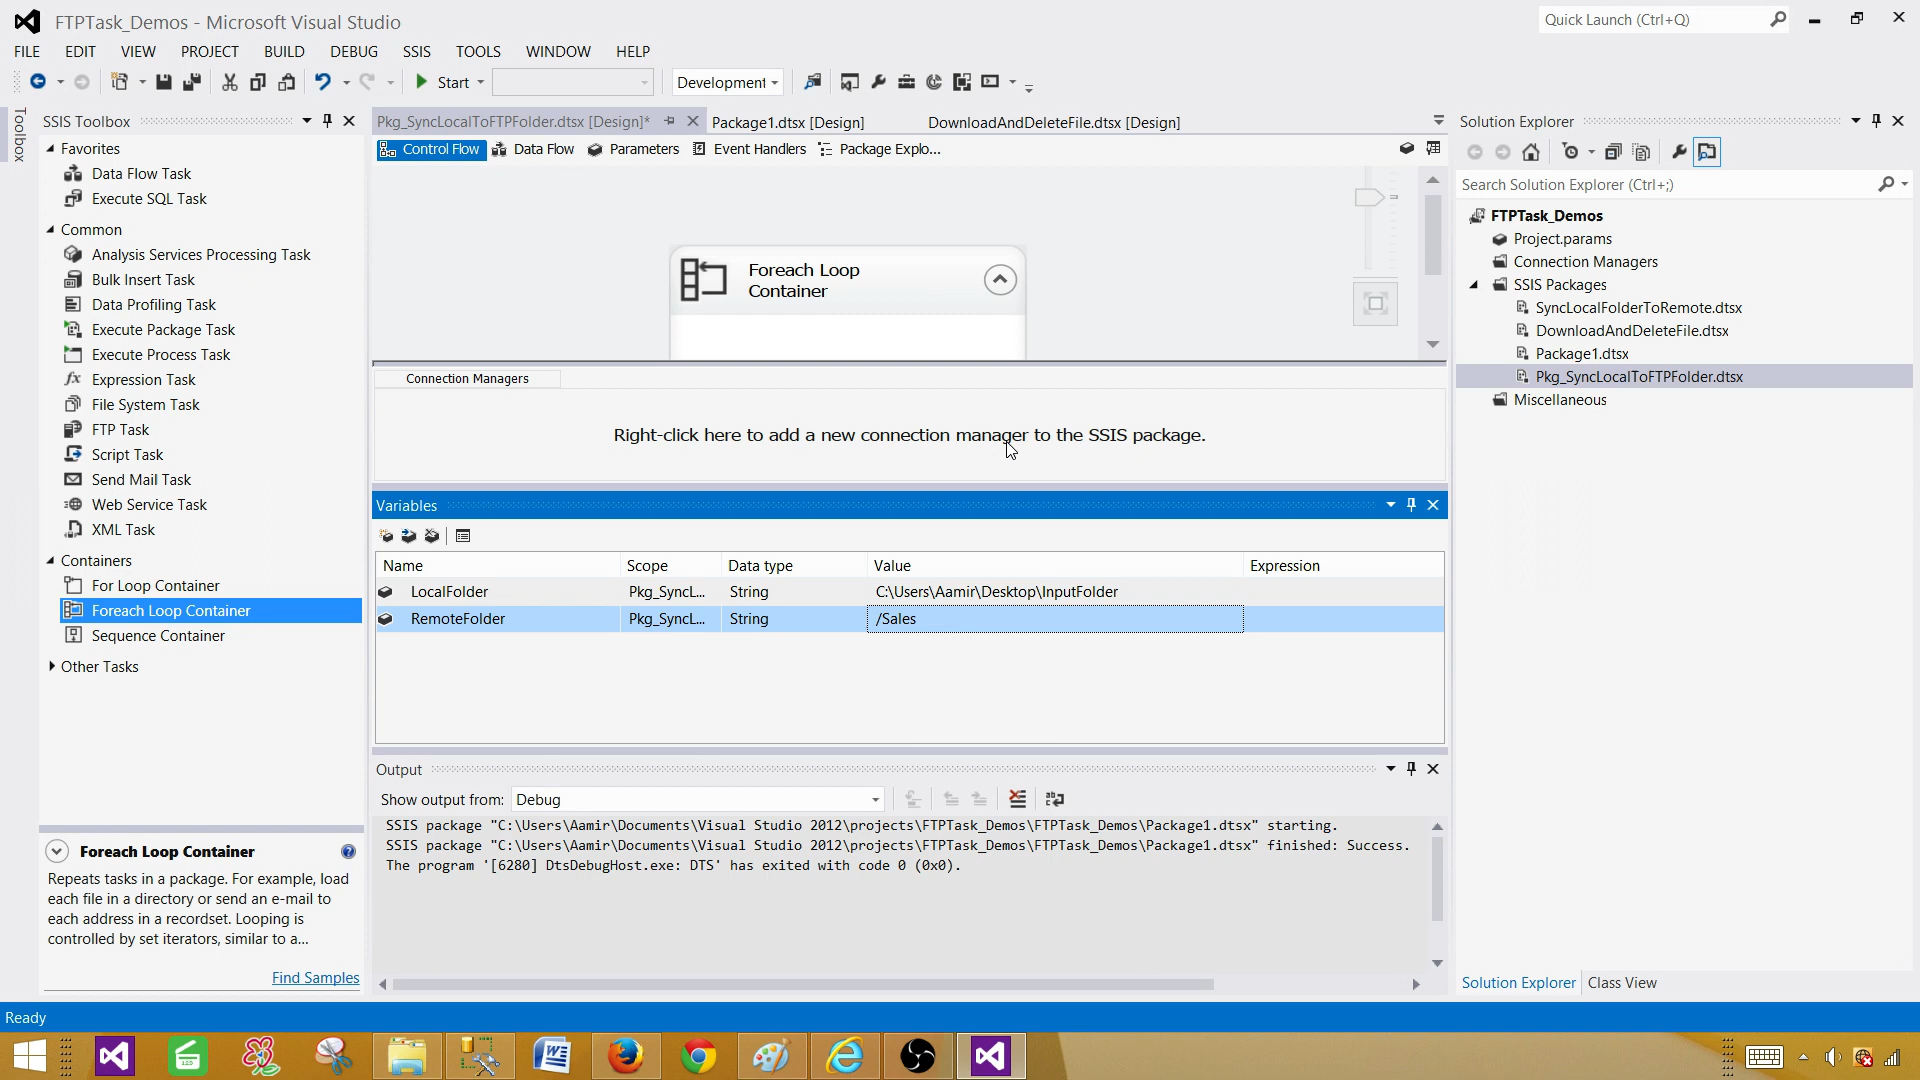 FTPTask_Demos - Microsoft Visual Studio
Quick Launch (Ctrl+Q)
FILE EDIT VIEW PROJECT BUILD DEBUG SSIS TOOLS WINDOW HELP
Start
Development
Toolbox
SSIS Toolbox
Favorites
Data Flow Task
Execute SQL Task
Common
Analysis Services Processing Task
Bulk Insert Task
Data Profiling Task
Execute Package Task
Execute Process Task
Expression Task
File System Task
FTP Task
Script Task
Send Mail Task
Web Service Task
XML Task
Containers
For Loop Container
Foreach Loop Container
Sequence Container
Other Tasks
Foreach Loop Container
Repeats tasks in a package. For example, load
each file in a directory or send an e-mail to
each address in a recordset. Looping is
controlled by set iterators, similar to a...
Find Samples
Pkg_SyncLocalToFTPFolder.dtsx [Design]* Package1.dtsx [Design] DownloadAndDeleteFile.dtsx [Design]
Control Flow Data Flow Parameters Event Handlers Package Explo...
Foreach Loop
Container
Connection Managers
Right-click here to add a new connection manager to the SSIS package.
Variables
Name Scope Data type Value Expression
LocalFolder Pkg_SyncL... String C:\Users\Aamir\Desktop\InputFolder
RemoteFolder Pkg_SyncL... String /Sales
Output
Show output from: Debug
SSIS package "C:\Users\Aamir\Documents\Visual Studio 2012\projects\FTPTask_Demos\FTPTask_Demos\Package1.dtsx" starting.
SSIS package "C:\Users\Aamir\Documents\Visual Studio 2012\projects\FTPTask_Demos\FTPTask_Demos\Package1.dtsx" finished: Success.
The program '[6280] DtsDebugHost.exe: DTS' has exited with code 0 (0x0).
Solution Explorer
Search Solution Explorer (Ctrl+;)
FTPTask_Demos
Project.params
Connection Managers
SSIS Packages
SyncLocalFolderToRemote.dtsx
DownloadAndDeleteFile.dtsx
Package1.dtsx
Pkg_SyncLocalToFTPFolder.dtsx
Miscellaneous
Solution Explorer Class View
Ready